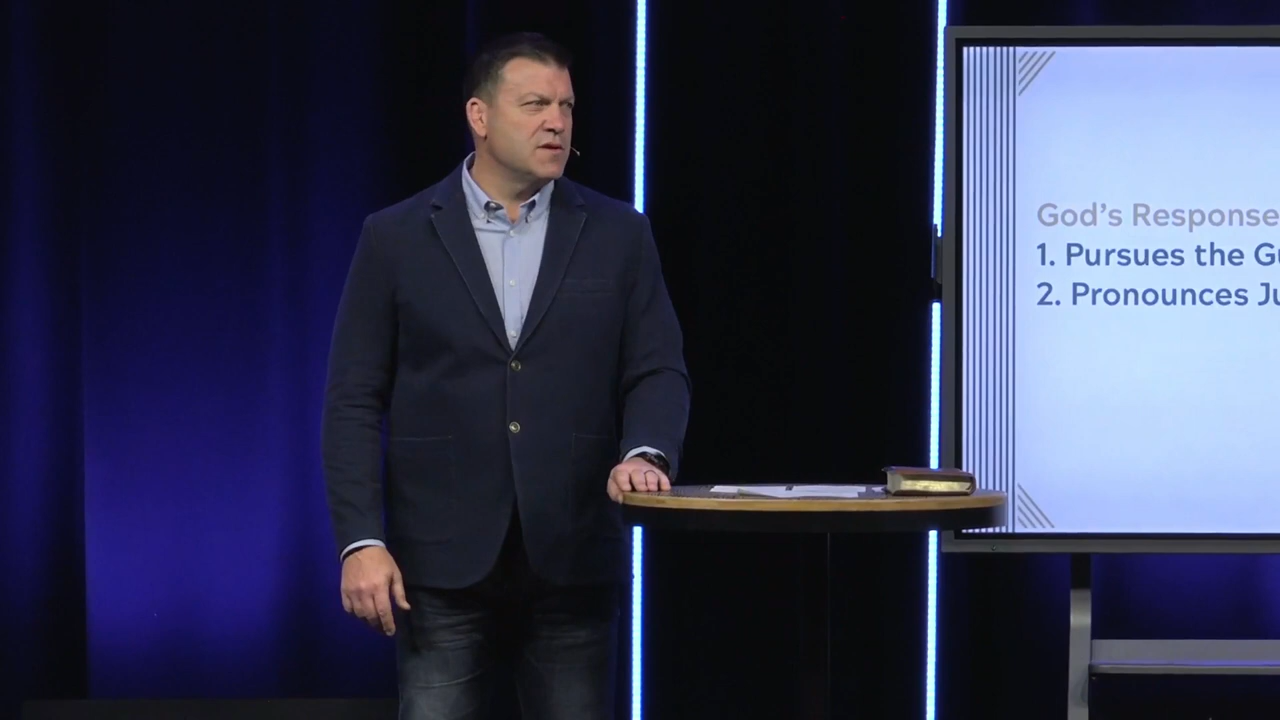 God's Response
1. Pursues the
2. Pronounces